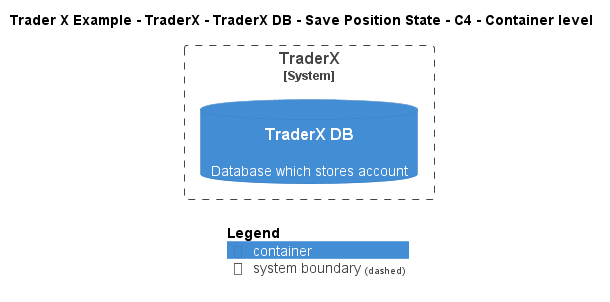 Trader X Example - TraderX - TraderX DB - Save Position State - C4 - Container level
TraderX
[System]
TraderX DB
Database which stores account
Legend
container
system boundary (dashed)